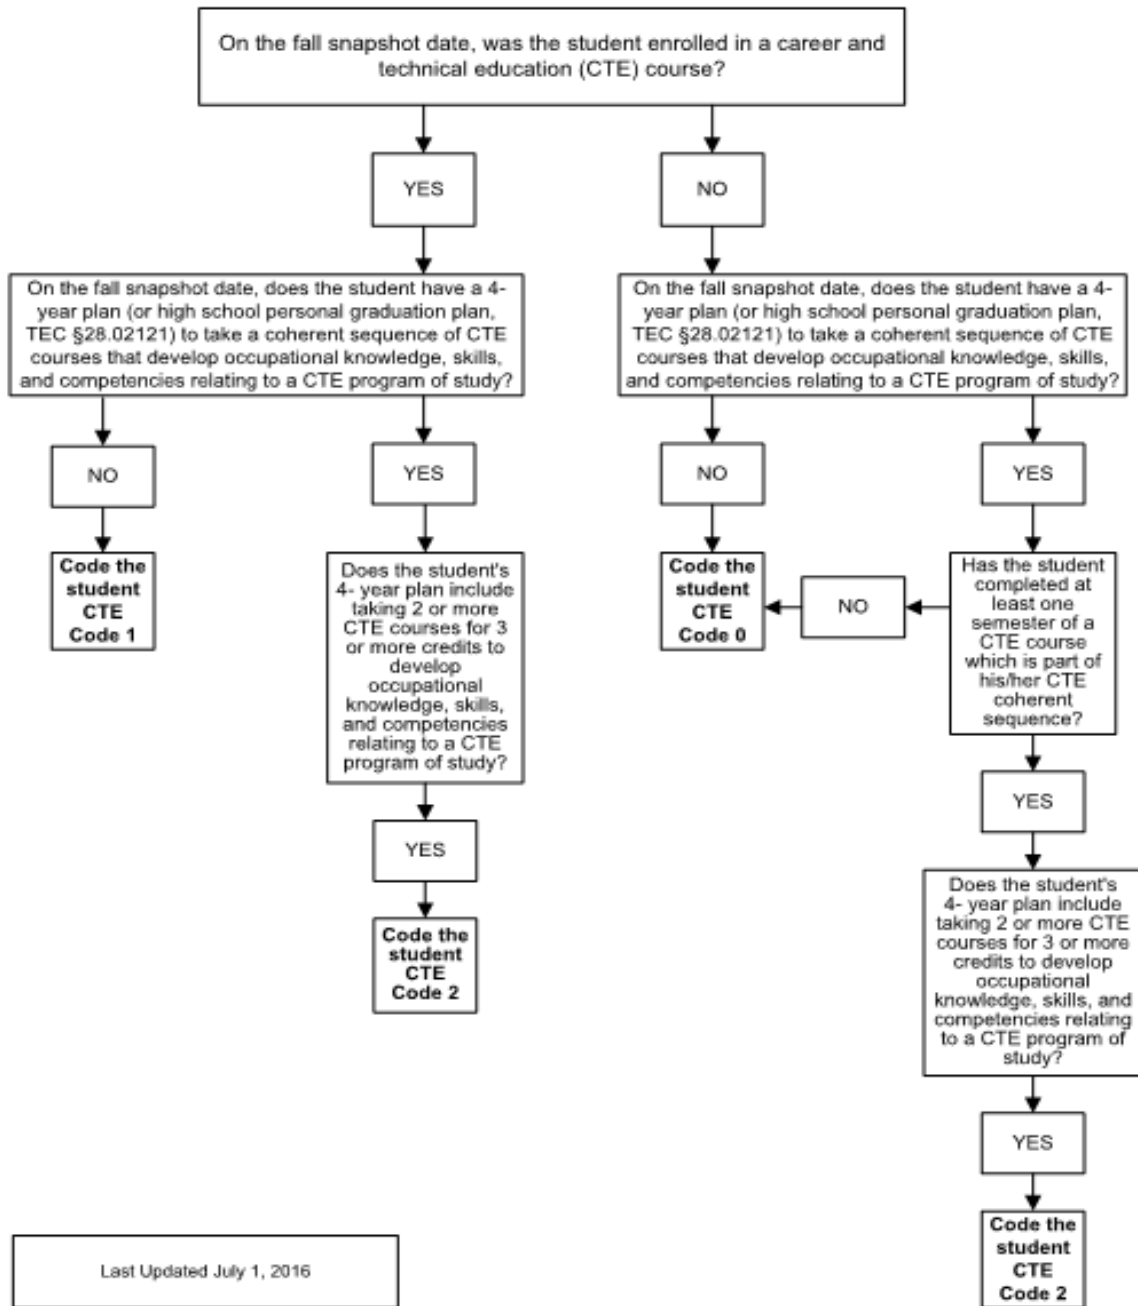 On the fall snapshot date, was the student enrolled in a career and
technical education (CTE) course?
YES
NO
On the fall snapshot date, does the student have a 4-
year plan (or high school personal graduation plan,
TEC §28.02121) to take a coherent sequence of CTE
courses that develop occupational knowledge, skills,
and competencies relating to a CTE program of study?
On the fall snapshot date, does the student have a 4-
year plan (or high school personal graduation plan,
TEC §28.02121) to take a coherent sequence of CTE
courses that develop occupational knowledge, skills,
and competencies relating to a CTE program of study?
NO
YES
NO
YES
Code the
student
CTE
Code 1
Does the student's
4- year plan include
taking 2 or more
CTE courses for 3
or more credits to
develop
occupational
knowledge, skills,
and competencies
relating to a CTE
program of study?
Code the
student
CTE
Code 0
NO
Has the student
completed at
least one
semester of a
CTE course
which is part of
his/her CTE
coherent
sequence?
YES
YES
Code the
student
CTE
Code 2
Does the student's
4- year plan include
taking 2 or more CTE
courses for 3 or more
credits to develop
occupational
knowledge, skills, and
competencies relating
to a CTE program of
study?
YES
Code the
student
CTE
Code 2
Last Updated July 1, 2016